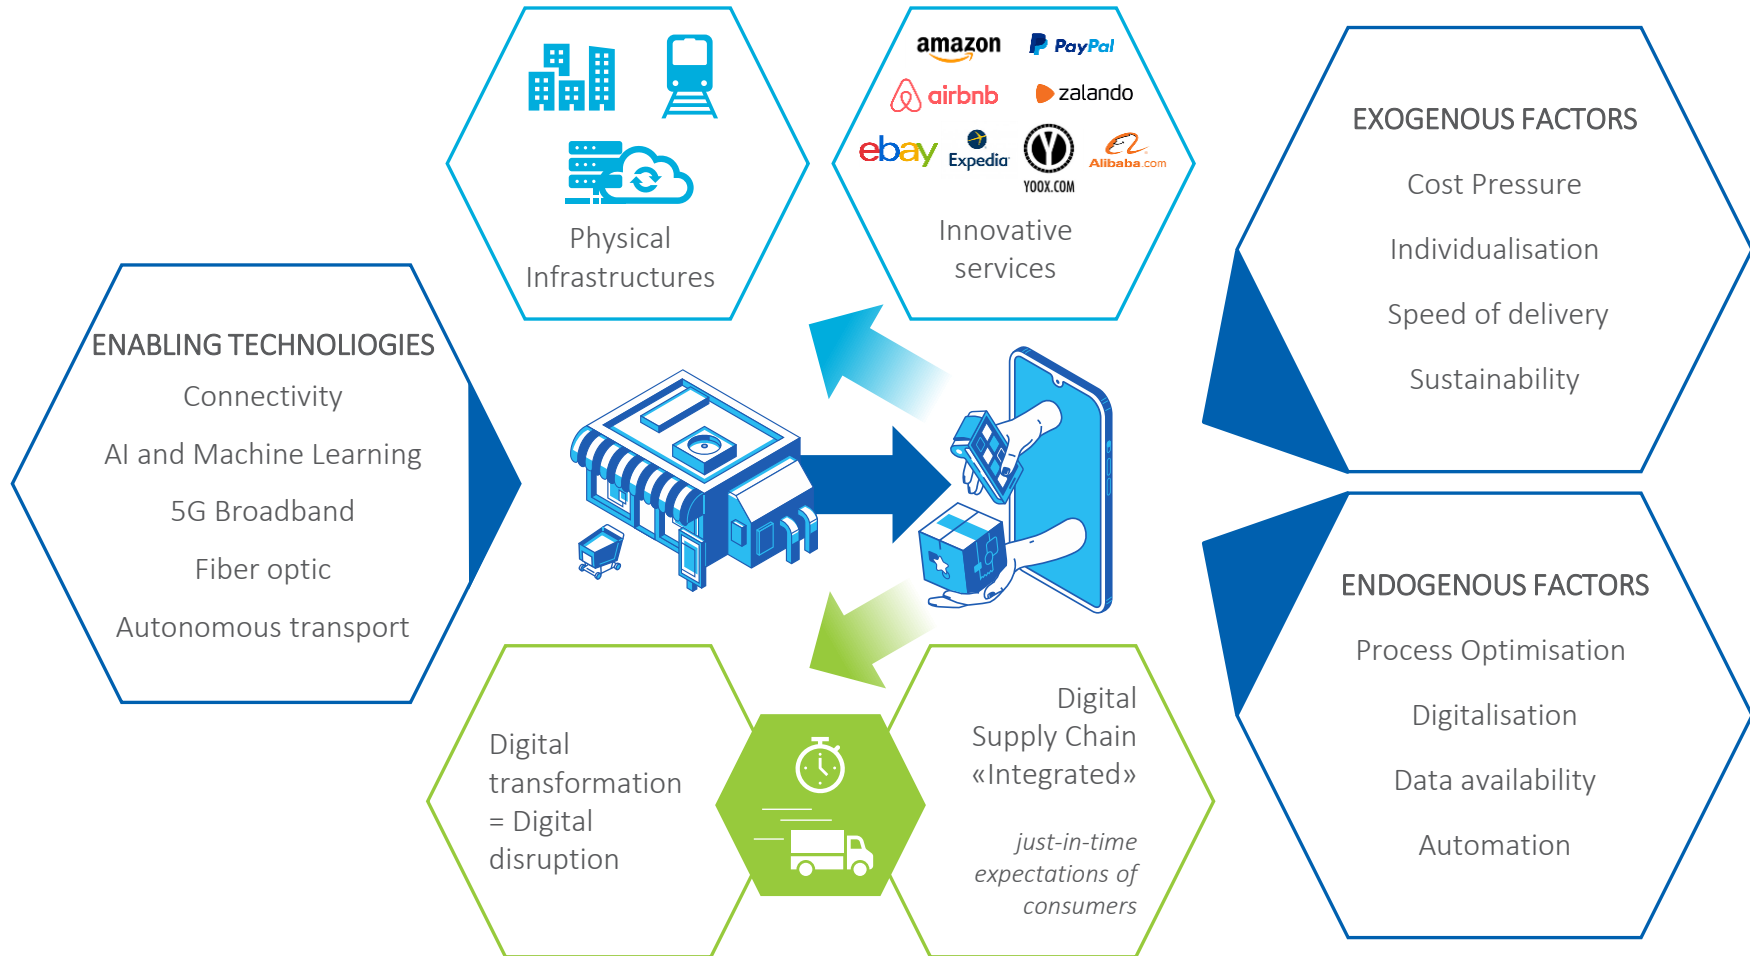 amazon
PayPal
airbnb
zalando
ebay
Expedia
Y
YOOX.COM
Alibaba.com
Physical
Infrastructures
Innovative
services
EXOGENOUS FACTORS
Cost Pressure
Individualisation
Speed of delivery
Sustainability
ENABLING TECHNOLIOGIES
Connectivity
AI and Machine Learning
5G Broadband
Fiber optic
Autonomous transport
ENDOGENOUS FACTORS
Process Optimisation
Digitalisation
Data availability
Automation
Digital
transformation
= Digital
disruption
Digital
Supply Chain
«Integrated»
just-in-time
expectations of
consumers